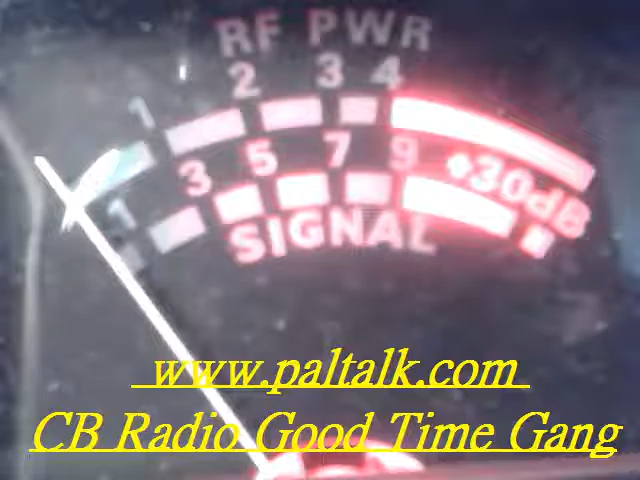 RF PWR
1 2 3 4
1 3 5 7 9 +30dB
SIGNAL
www.paltalk.com
CB Radio Good Time Gang